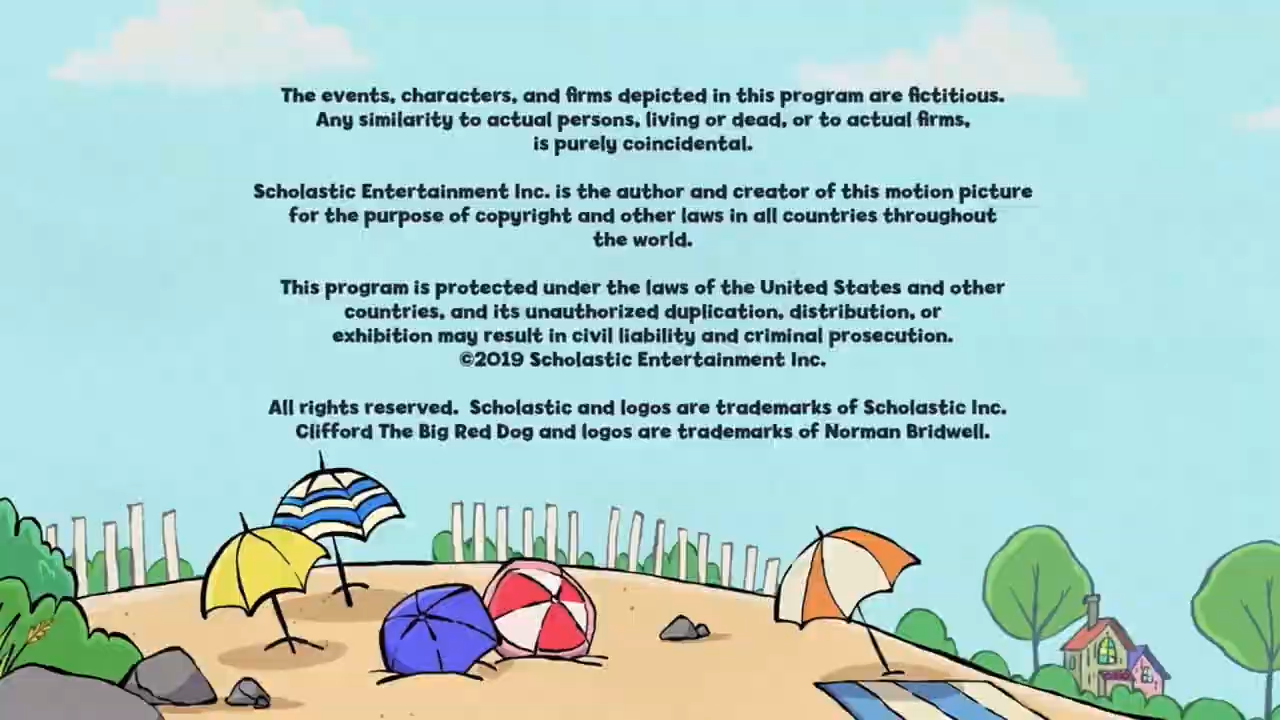 The events, characters, and firms depicted in this program are fictitious.
Any similarity to actual persons, living or dead, or to actual firms,
is purely coincidental.
Scholastic Entertainment Inc. is the author and creator of this motion picture
for the purpose of copyright and other laws in all countries throughout
the world.
This program is protected under the laws of the United States and other
countries, and its unauthorized duplication, distribution, or
exhibition may result in civil liability and criminal prosecution.
©2019 Scholastic Entertainment Inc.
All rights reserved.  Scholastic and logos are trademarks of Scholastic Inc.
Clifford The Big Red Dog and logos are trademarks of Norman Bridwell.